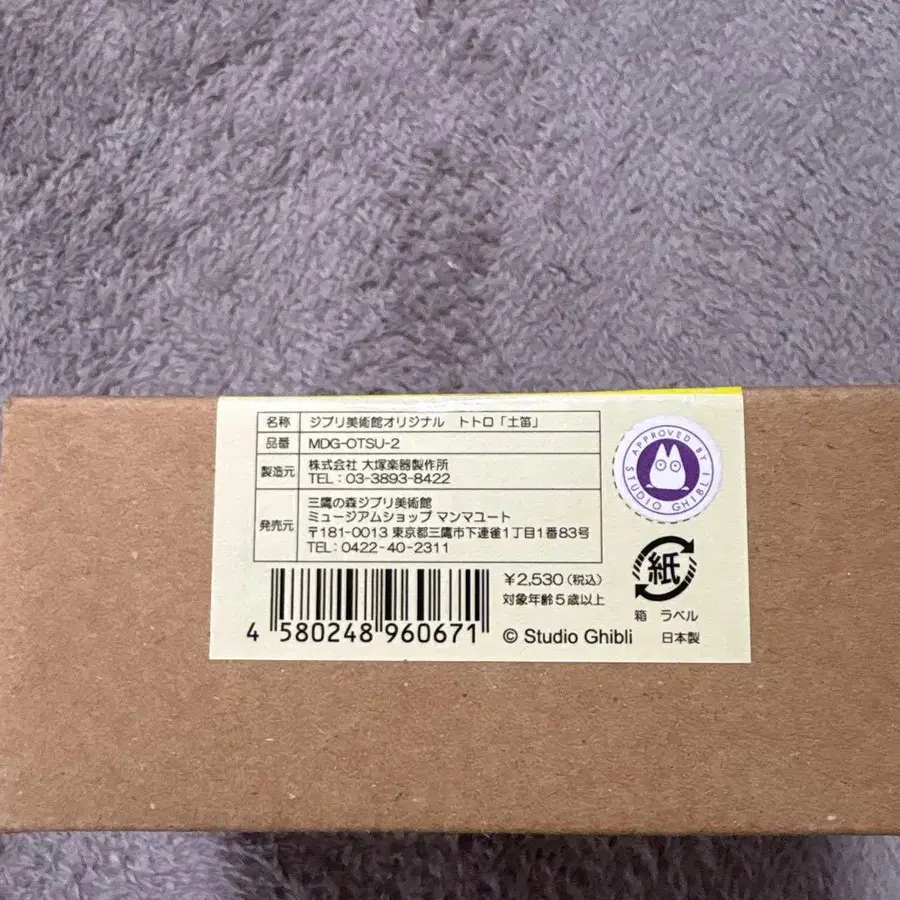 名称 ジブリ美術館オリジナル トトロ「土笛」
品番 MDG-OTSU-2
製造元 株式会社 大塚楽器製作所
TEL：03-3893-8422
発売元 三鷹の森ジブリ美術館
ミュージアムショップ マンマユート
〒181-0013 東京都三鷹市下連雀1丁目1番83号
TEL：0422-40-2311
APPROVED BY STUDIO GHIBLI
¥2,530（税込）
対象年齢5歳以上
紙
箱 ラベル
4 580248 960671
© Studio Ghibli 日本製